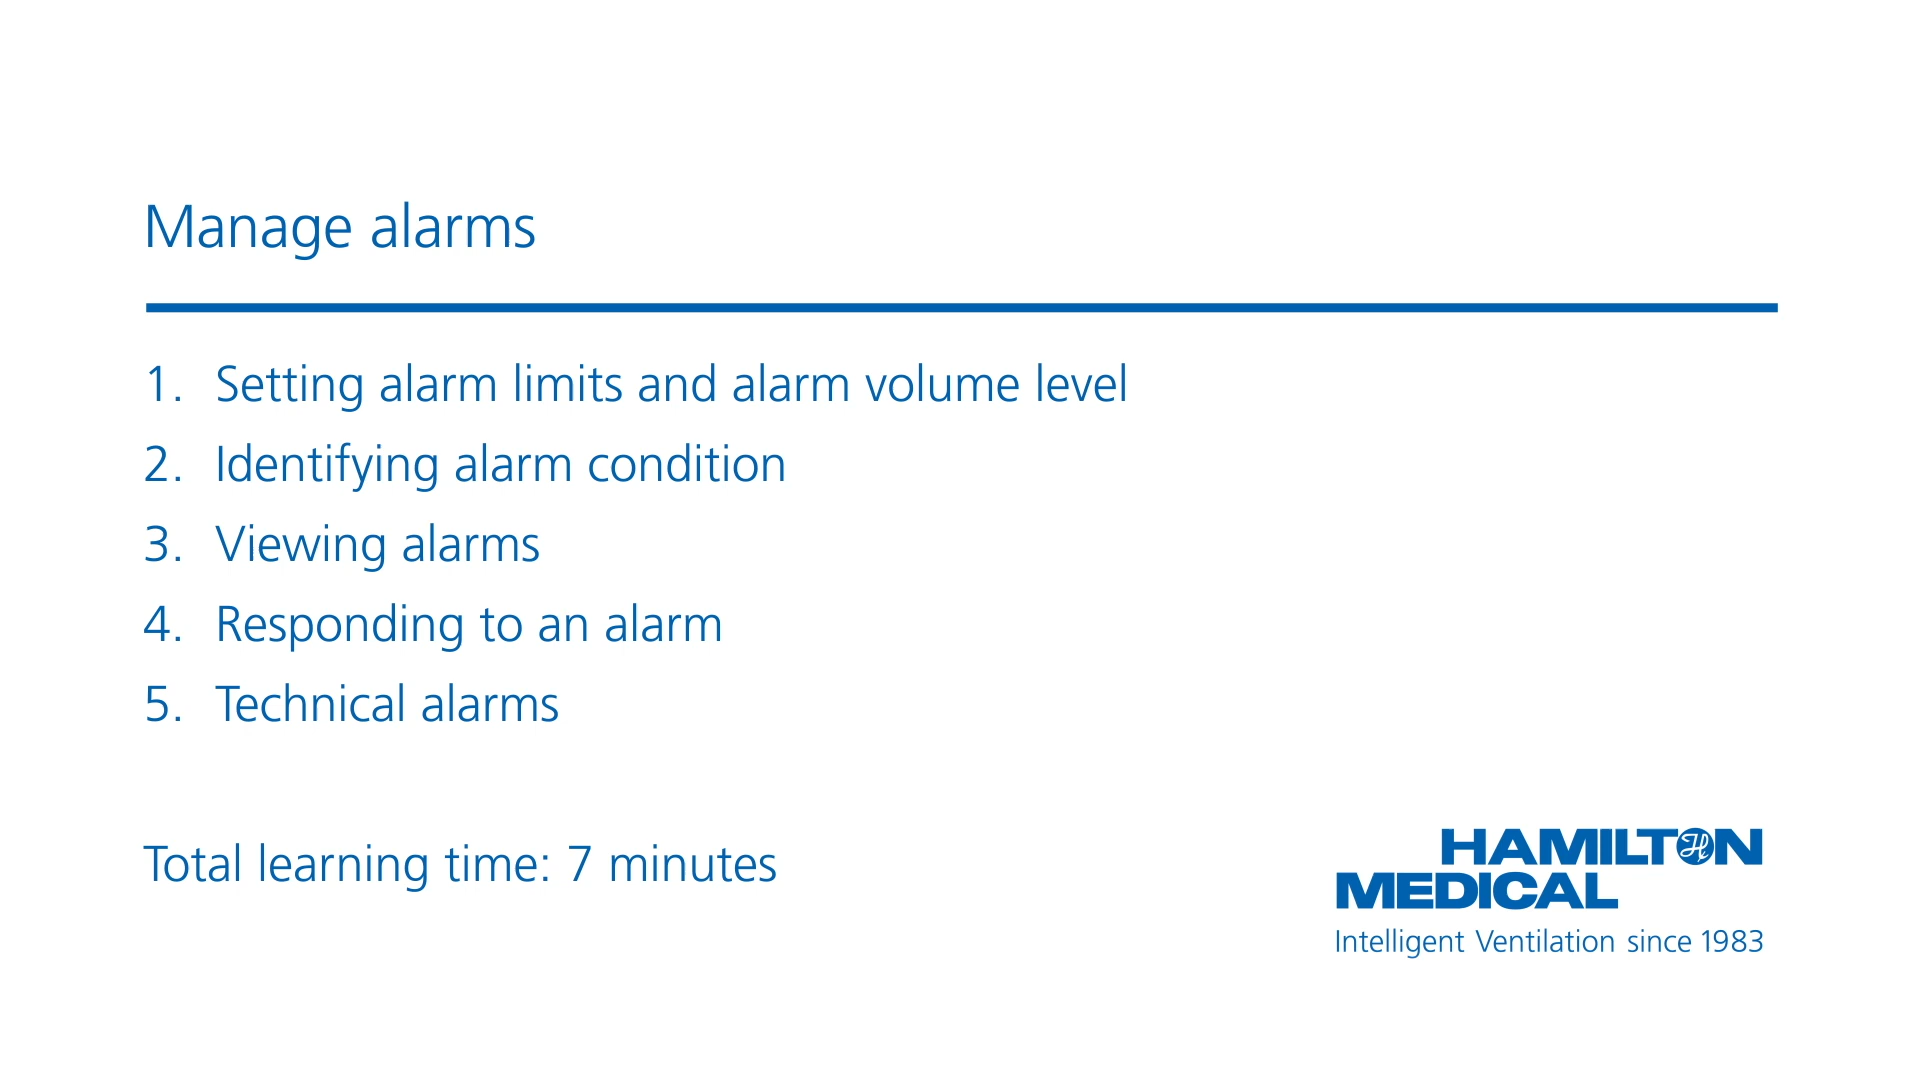 Manage alarms
1. Setting alarm limits and alarm volume level
2. Identifying alarm condition
3. Viewing alarms
4. Responding to an alarm
5. Technical alarms
Total learning time: 7 minutes
HAMILTON
MEDICAL
Intelligent Ventilation since 1983